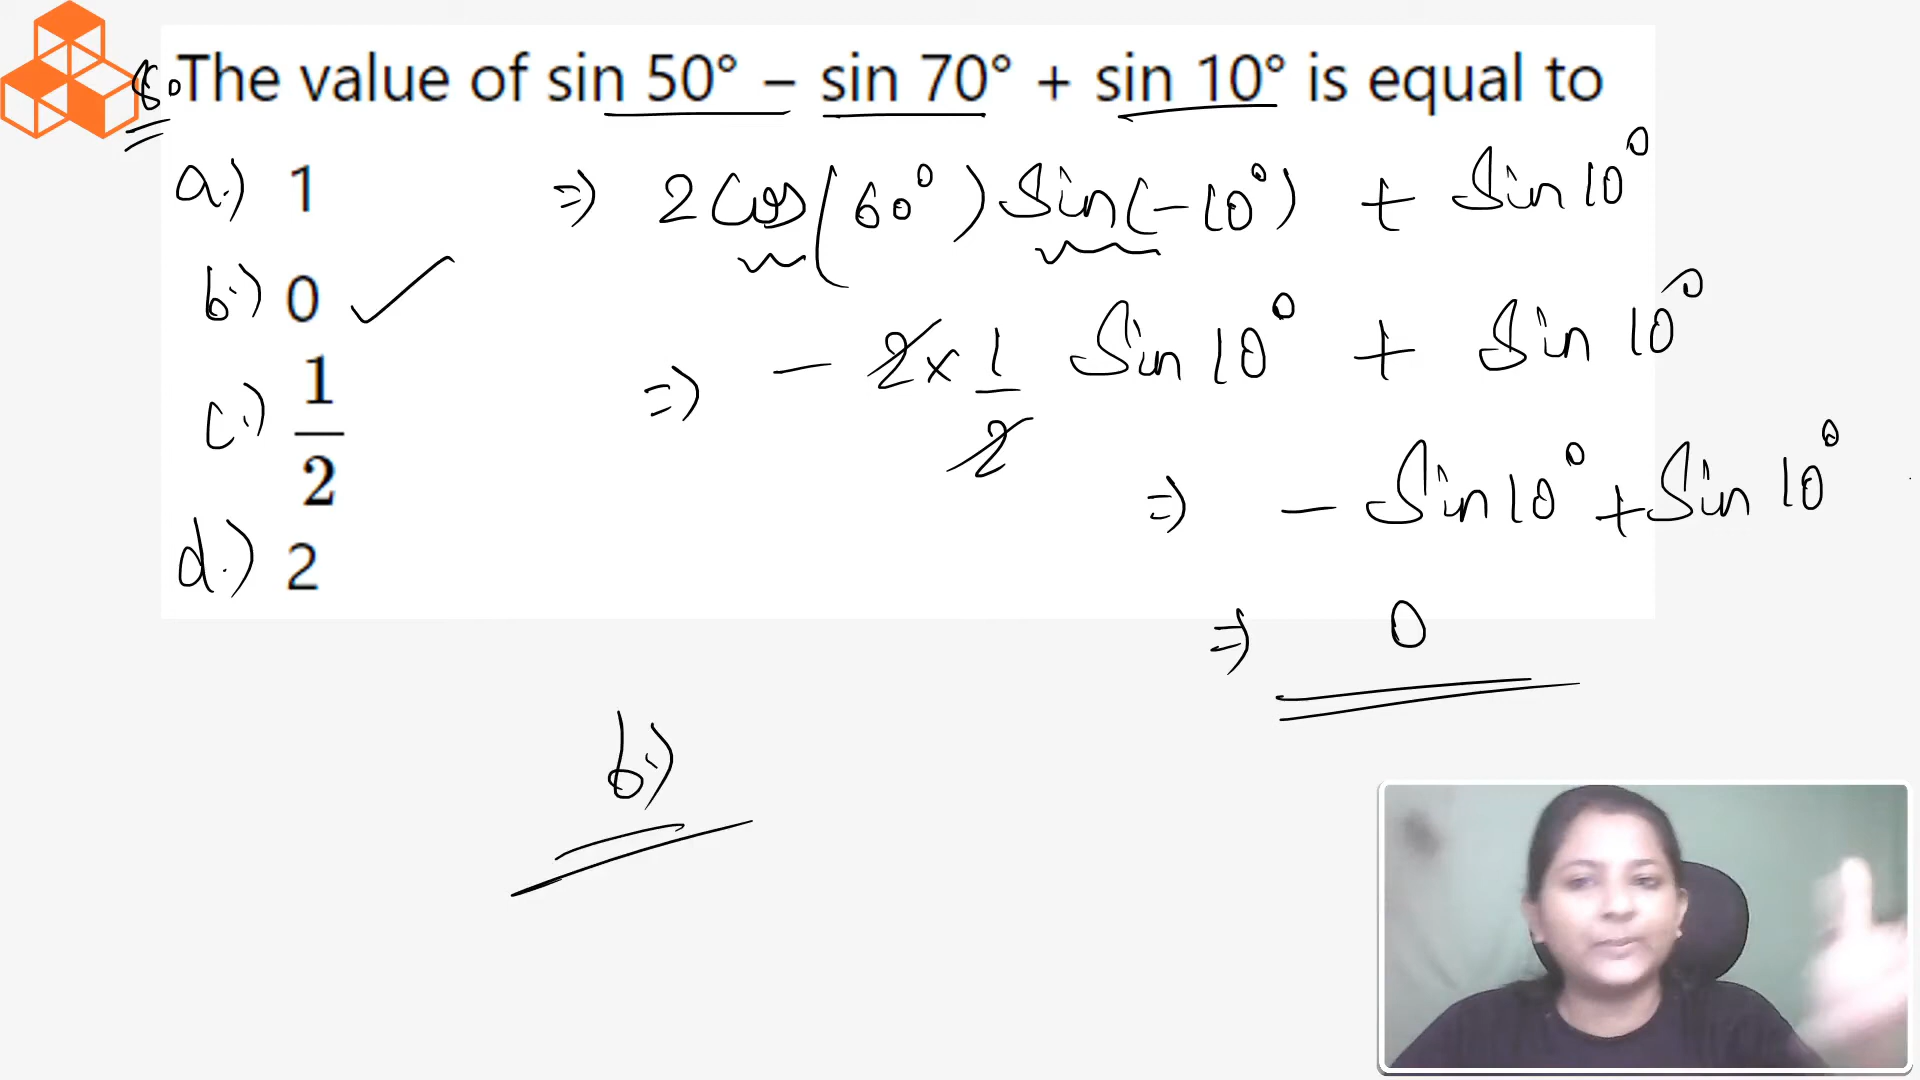 8. The value of sin 50° – sin 70° + sin 10° is equal to
a.) 1
b.) 0 ✓
c.) 1/2
d.) 2
⇒ 2 Cos(60°) Sin(-10°) + Sin 10°
⇒ - 2 × 1/2 Sin 10° + Sin 10°
⇒ - Sin 10° + Sin 10°
⇒ 0
b.)